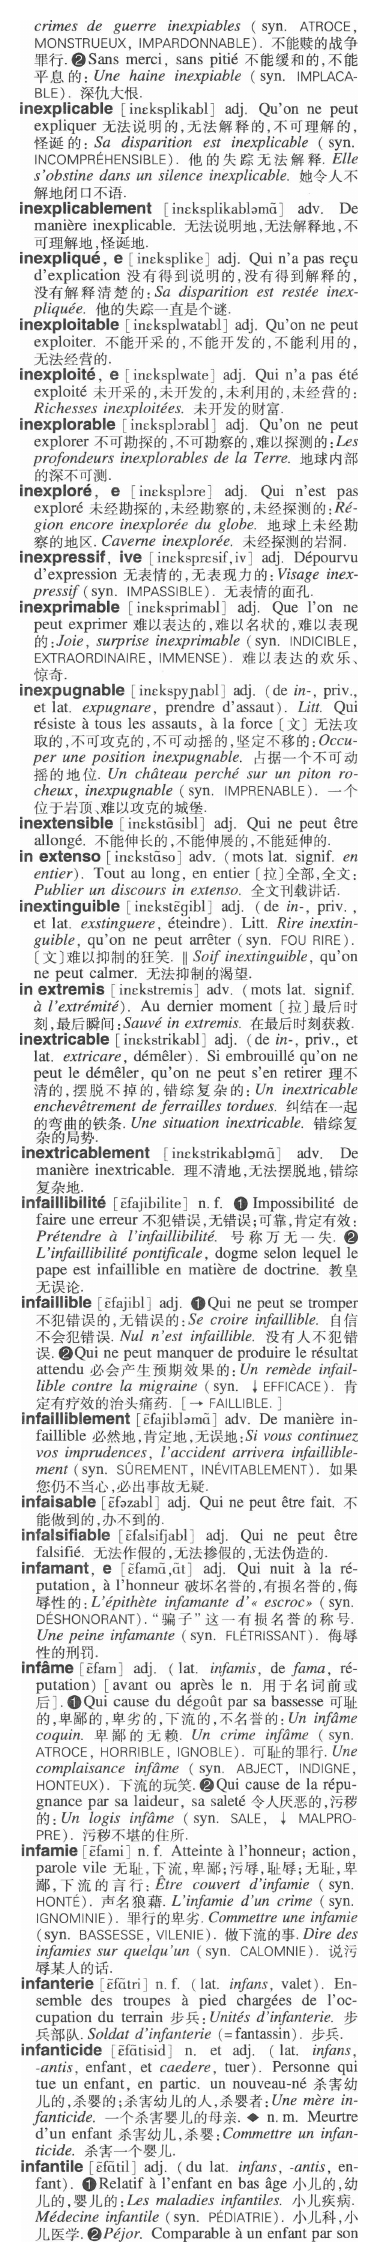 crimes de guerre inexpiables ( syn. ATROCE,
MONSTRUEUX, IMPARDONNABLE) . 不能赎的战争
罪行. ❷ Sans merci, sans pitié 不能缓和的,不能
平息的: Une haine inexpiable ( syn. IMPLACA-
BLE) . 深仇大恨.
inexplicable [inɛksplikabl] adj. Qu'on ne peut
expliquer 无法说明的,无法解释的,不可理解的,
怪诞的: Sa disparition est inexplicable ( syn.
INCOMPRÉHENSIBLE) . 他的失踪无法解释. Elle
s'obstine dans un silence inexplicable. 她令人不
解地闭口不语.
inexplicablement [inɛksplikabləmɑ̃] adv. De
manière inexplicable. 无法说明地,无法解释地,不
可理解地,怪诞地.
inexpliqué, e [inɛksplike] adj. Qui n'a pas reçu
d'explication 没有得到说明的,没有得到解释的,
没有解释清楚的: Sa disparition est restée inex-
pliquée. 他的失踪一直是个谜.
inexploitable [inɛksplwatabl] adj. Qu'on ne peut
exploiter. 不能开采的,不能开发的,不能利用的,
无法经营的.
inexploité, e [inɛksplwate] adj. Qui n'a pas été
exploité 未开采的,未开发的,未利用的,未经营的:
Richesses inexploitées. 未开发的财富.
inexplorable [inɛksplɔrabl] adj. Qu'on ne peut
explorer 不可勘探的,不可勘察的,难以探测的: Les
profondeurs inexplorables de la Terre. 地球内部
的深不可测.
inexploré, e [inɛksplɔre] adj. Qui n'est pas
exploré 未经勘探的,未经勘察的,未经探测的: Ré-
gion encore inexplorée du globe. 地球上未经勘
察的地区. Caverne inexplorée. 未经探测的岩洞.
inexpressif, ive [inɛkspresif,iv] adj. Dépourvu
d'expression 无表情的,无表现力的: Visage inex-
pressif ( syn. IMPASSIBLE) . 无表情的面孔.
inexprimable [inɛksprimabl] adj. Que l'on ne
peut exprimer 难以表达的,难以名状的,难以表现
的: Joie, surprise inexprimable ( syn. INDICIBLE,
EXTRAORDINAIRE, IMMENSE) . 难以表达的欢乐、
惊奇.
inexpugnable [inɛkspyɲabl] adj. (de in-, priv.,
et lat. expugnare, prendre d'assaut) . Litt. Qui
résiste à tous les assauts, à la force [文] 无法攻
取的,不可攻克的,不可动摇的,坚定不移的: Occu-
per une position inexpugnable. 占据一个不可动
摇的地位. Un château perché sur un piton ro-
cheux, inexpugnable ( syn. IMPRENABLE) . 一个
位于岩顶、难以攻克的城堡.
inextensible [inɛkstɑ̃sibl] adj. Qui ne peut être
allongé. 不能伸长的,不能伸展的,不能延伸的.
in extenso [inɛkstɛ̃so] adv. (mots lat. signif. en
entier) . Tout au long, en entier [拉]全部,全文:
Publier un discours in extenso. 全文刊载讲话.
inextinguible [inɛkstɛ̃gibl] adj. (de in-, priv. ,
et lat. exstinguere, éteindre) . Litt. Rire inextin-
guible, qu'on ne peut arrêter ( syn. FOU RIRE) .
[文]难以抑制的狂笑. ‖ Soif inextinguible, qu'on
ne peut calmer. 无法抑制的渴望.
in extremis [inɛkstremis] adv. (mots lat. signif.
à l'extrémité) . Au dernier moment [拉]最后时
刻,最后瞬间: Sauvé in extremis. 在最后时刻获救.
inextricable [inɛkstrikabl] adj. (de in-, priv., et
lat. extricare, démêler) . Si embrouillé qu'on ne
peut le démêler, qu'on ne peut s'en retirer 理不
清的,摆脱不掉的,错综复杂的: Un inextricable
enchevêtrement de ferrailles tordues. 纠结在一起
的弯曲的铁条. Une situation inextricable. 错综复
杂的局势.
inextricablement [inɛkstrikabləmɑ̃] adv. De
manière inextricable. 理不清地,无法摆脱地,错综
复杂地.
infaillibilité [ɛ̃fajibilite] n. f. ❶ Impossibilité de
faire une erreur 不犯错误,无错误;可靠,肯定有效:
Prétendre à l'infaillibilité. 号称万无一失. ❷
L'infaillibilité pontificale, dogme selon lequel le
pape est infaillible en matière de doctrine. 教皇
无误论.
infaillible [ɛ̃fajibl] adj. ❶ Qui ne peut se tromper
不犯错误的,无错误的: Se croire infaillible. 自信
不会犯错误. Nul n'est infaillible. 没有人不犯错
误. ❷ Qui ne peut manquer de produire le résultat
attendu 必会产生预期效果的: Un remède infail-
lible contre la migraine ( syn. ↓ EFFICACE) . 肯
定有疗效的治头痛药. [→ FAILLIBLE. ]
infailliblement [ɛ̃fajibləmɑ̃] adv. De manière in-
faillible 必然地,肯定地,无误地: Si vous continuez
vos imprudences, l'accident arrivera infaillible-
ment ( syn. SÛREMENT, INÉVITABLEMENT) . 如果
您仍不当心,必出事故无疑.
infaisable [ɛ̃fəzabl] adj. Qui ne peut être fait. 不
能做到的,办不到的.
infalsifiable [ɛ̃falsifjabl] adj. Qui ne peut être
falsifié. 无法作假的,无法掺假的,无法伪造的.
infamant, e [ɛ̃famɑ̃,ɑ̃t] adj. Qui nuit à la ré-
putation, à l'honneur 破坏名誉的,有损名誉的,侮
辱性的: L'épithète infamante d'« escroc» ( syn.
DÉSHONORANT) . “骗子”这一有损名誉的称号.
Une peine infamante ( syn. FLÉTRISSANT) . 侮辱
性的刑罚.
infâme [ɛ̃fam] adj. ( lat. infamis, de fama, ré-
putation) [avant ou après le n. 用于名词前或
后]. ❶ Qui cause du dégoût par sa bassesse 可耻
的,卑鄙的,卑劣的,下流的,不名誉的: Un infâme
coquin. 卑鄙的无赖. Un crime infâme ( syn.
ATROCE, HORRIBLE, IGNOBLE) . 可耻的罪行. Une
complaisance infâme ( syn. ABJECT, INDIGNE,
HONTEUX) . 下流的玩笑. ❷ Qui cause de la répu-
gnance par sa laideur, sa saleté 令人厌恶的,污秽
的: Un logis infâme ( syn. SALE, ↓ MALPRO-
PRE) . 污秽不堪的住所.
infamie [ɛ̃fami] n. f. Atteinte à l'honneur; action,
parole vile 无耻,下流,卑鄙;污辱,耻辱;无耻,卑
鄙,下流的言行: Être couvert d'infamie ( syn.
HONTÉ) . 声名狼藉. L'infamie d'un crime ( syn.
IGNOMINIE) . 罪行的卑劣. Commettre une infamie
(syn. BASSESSE, VILENIE) . 做下流的事. Dire des
infamies sur quelqu'un ( syn. CALOMNIE) . 说污
辱某人的话.
infanterie [ɛ̃fɑ̃tri] n. f. ( lat. infans, valet) . En-
semble des troupes à pied chargées de l'oc-
cupation du terrain 步兵: Unités d'infanterie. 步
兵部队. Soldat d'infanterie (= fantassin) . 步兵.
infanticide [ɛ̃fɑ̃tisid] n. et adj. ( lat. infans,
-antis, enfant, et caedere, tuer) . Personne qui
tue un enfant, en partic. un nouveau-né 杀害幼
儿的,杀婴的;杀害幼儿的人,杀婴者: Une mère in-
fanticide. 一个杀害婴儿的母亲. ◆ n. m. Meurtre
d'un enfant 杀害幼儿,杀婴: Commettre un infan-
ticide. 杀害一个婴儿.
infantile [ɛ̃fɑ̃til] adj. ( du lat. infans, -antis, en-
fant) . ❶ Relatif à l'enfant en bas âge 小儿的,幼
儿的,婴儿的: Les maladies infantiles. 小儿疾病.
Médecine infantile ( syn. PÉDIATRIE) . 小儿科,小
儿医学. ❷ Péjor. Comparable à un enfant par son